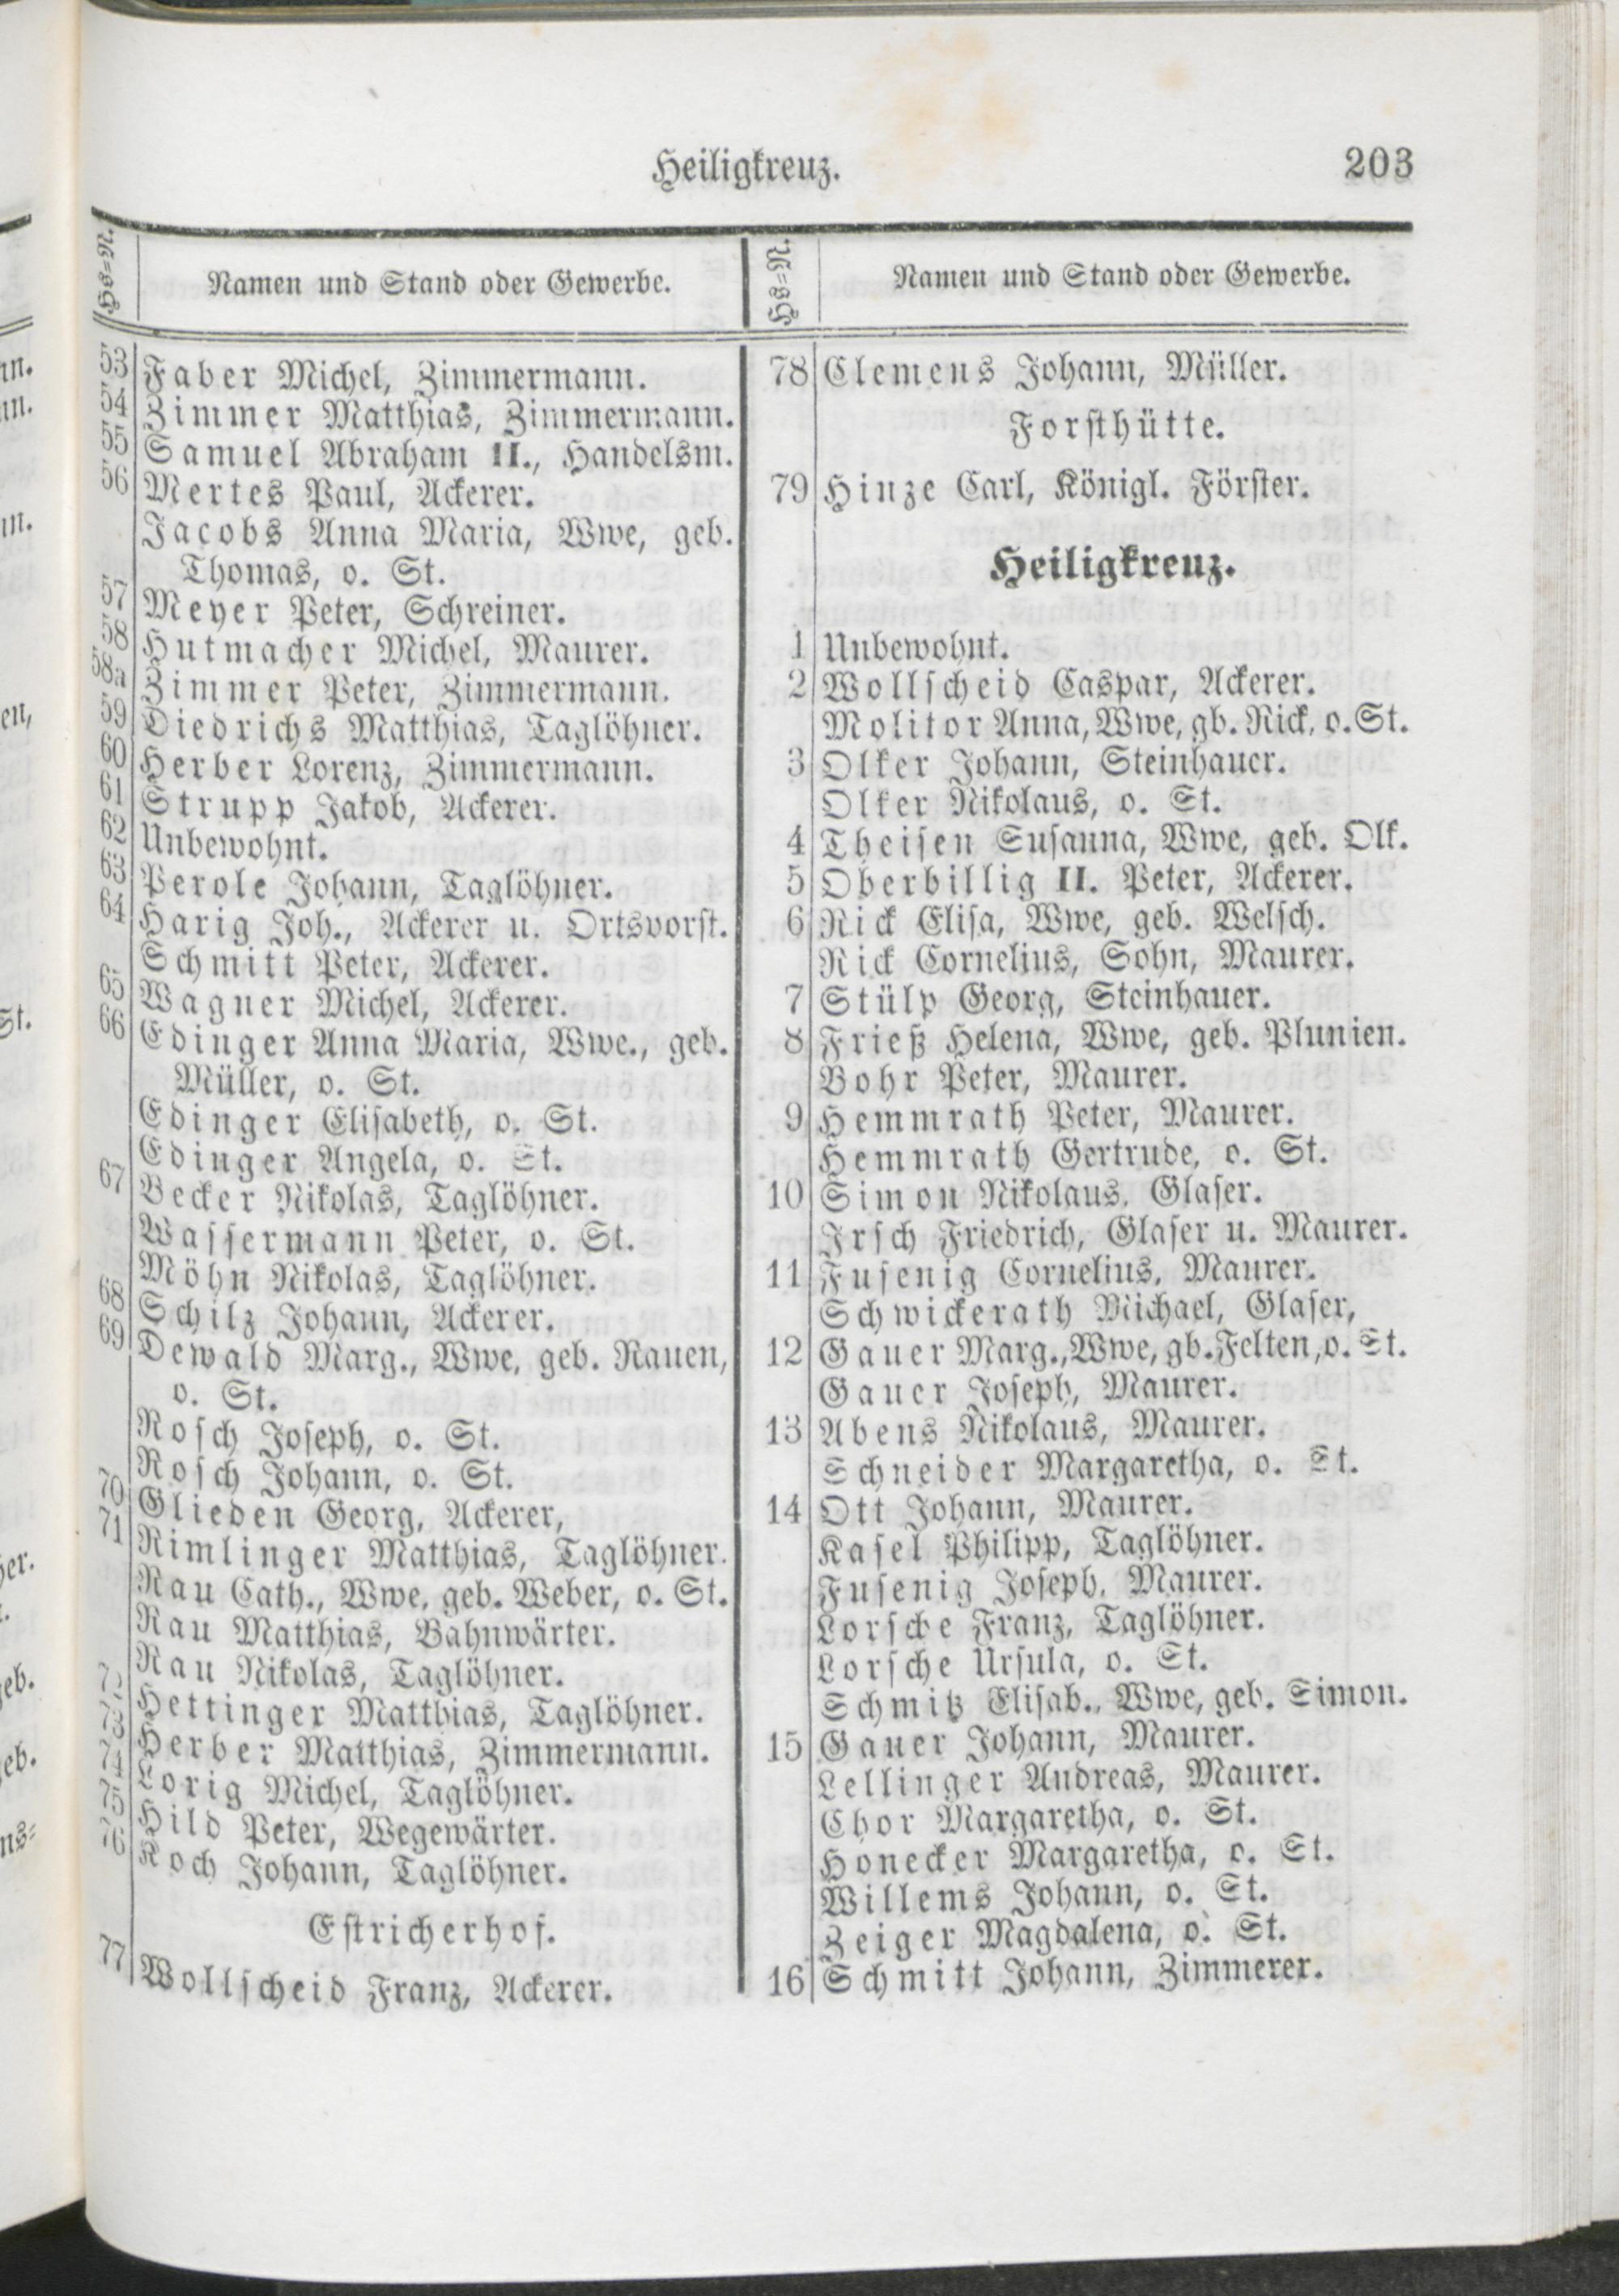 Heiligkreuz. 203
Hs=N. Namen und Stand oder Gewerbe.
53 Faber Michel, Zimmermann.
54 Zimmer Matthias, Zimmermann.
55 Samuel Abraham II., Handelsm.
56 Mertes Paul, Ackerer.
Jacobs Anna Maria, Wwe, geb.
Thomas, o. St.
57 Meyer Peter, Schreiner.
58 Hutmacher Michel, Maurer.
58a Zimmer Peter, Zimmermann.
59 Diedrichs Matthias, Taglöhner.
60 Herber Lorenz, Zimmermann.
61 Strupp Jakob, Ackerer.
62 Unbewohnt.
63 Perole Johann, Taglöhner.
64 Harig Joh., Ackerer u. Ortsvorst.
Schmitt Peter, Ackerer.
65 Wagner Michel, Ackerer.
66 Edinger Anna Maria, Wwe., geb.
Müller, o. St.
Edinger Elisabeth, o. St.
Edinger Angela, o. St.
67 Becker Nikolas, Taglöhner.
Wassermann Peter, o. St.
Möhn Nikolas, Taglöhner.
68 Schilz Johann, Ackerer.
69 Dewald Marg., Wwe, geb. Rauen,
o. St.
Rosch Joseph, o. St.
Rosch Johann, o. St.
70 Glieden Georg, Ackerer,
71 Rimlinger Matthias, Taglöhner.
Rau Cath., Wwe, geb. Weber, o. St.
Rau Matthias, Bahnwärter.
Rau Nikolas, Taglöhner.
Hettinger Matthias, Taglöhner.
73 Herber Matthias, Zimmermann.
74 Lorig Michel, Taglöhner.
75 Hild Peter, Wegewärter.
76 Koch Johann, Taglöhner.
Estricherhof.
77 Wollscheid Franz, Ackerer.
Hs=N. Namen und Stand oder Gewerbe.
78 Clemens Johann, Müller.
Forsthütte.
79 Hinze Carl, Königl. Förster.
Heiligkreuz.
1 Unbewohnt.
2 Wollscheid Caspar, Ackerer.
Molitor Anna, Wwe, gb. Rick, o. St.
3 Olker Johann, Steinhauer.
Olker Nikolaus, o. St.
4 Theisen Susanna, Wwe, geb. Olk.
5 Oberbillig II. Peter, Ackerer.
6 Rick Elisa, Wwe, geb. Welsch.
Rick Cornelius, Sohn, Maurer.
7 Stülp Georg, Steinhauer.
8 Frieß Helena, Wwe, geb. Plunien.
Bohr Peter, Maurer.
9 Hemmrath Peter, Maurer.
Hemmrath Gertrude, o. St.
10 Simon Nikolaus, Glaser.
Irsch Friedrich, Glaser u. Maurer.
11 Fusenig Cornelius, Maurer.
Schwickerath Michael, Glaser,
12 Gauer Marg., Wwe, gb. Felten, o. St.
Gauer Joseph, Maurer.
13 Abens Nikolaus, Maurer.
Schneider Margaretha, o. St.
14 Ott Johann, Maurer.
Kasel Philipp, Taglöhner.
Fusenig Joseph, Maurer.
Lorsche Franz, Taglöhner.
Lorsche Ursula, o. St.
Schmitz Elisab., Wwe, geb. Simon.
15 Gauer Johann, Maurer.
Lellinger Andreas, Maurer.
Chor Margaretha, o. St.
Honecker Margaretha, o. St.
Willems Johann, o. St.
Zeiger Magdalena, o. St.
16 Schmitt Johann, Zimmerer.